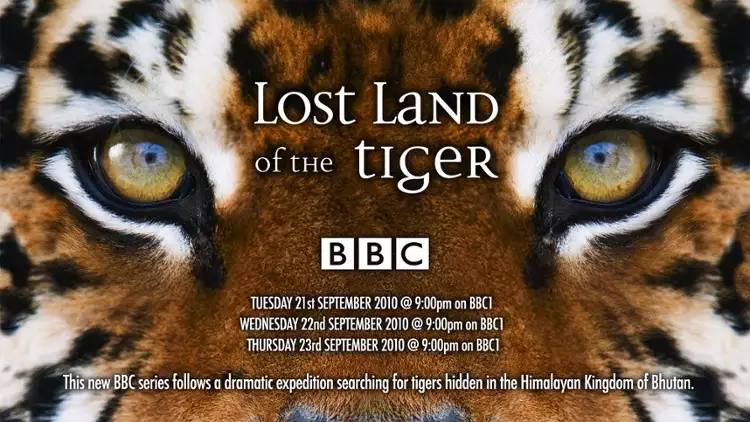 LOST LAND
of THE tiger
BBC
TUESDAY 21st SEPTEMBER 2010 @ 9:00pm on BBC1
WEDNESDAY 22nd SEPTEMBER 2010 @ 9:00pm on BBC1
THURSDAY 23rd SEPTEMBER 2010 @ 9:00pm on BBC1
This new BBC series follows a dramatic expedition searching for tigers hidden in the Himalayan Kingdom of Bhutan.